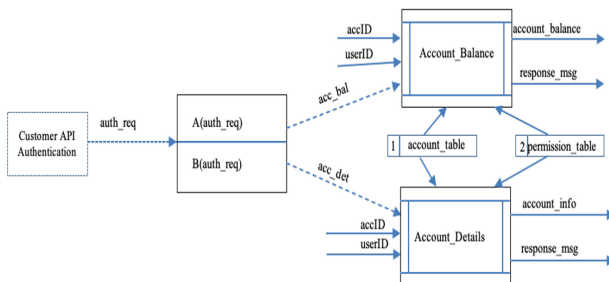 accID
userID
Account_Balance
account_balance
response_msg
acc_bal
auth_req
Customer API
Authentication
A(auth_req)
B(auth_req)
1 account_table
2 permission_table
acc_det
accID
userID
Account_Details
account_info
response_msg